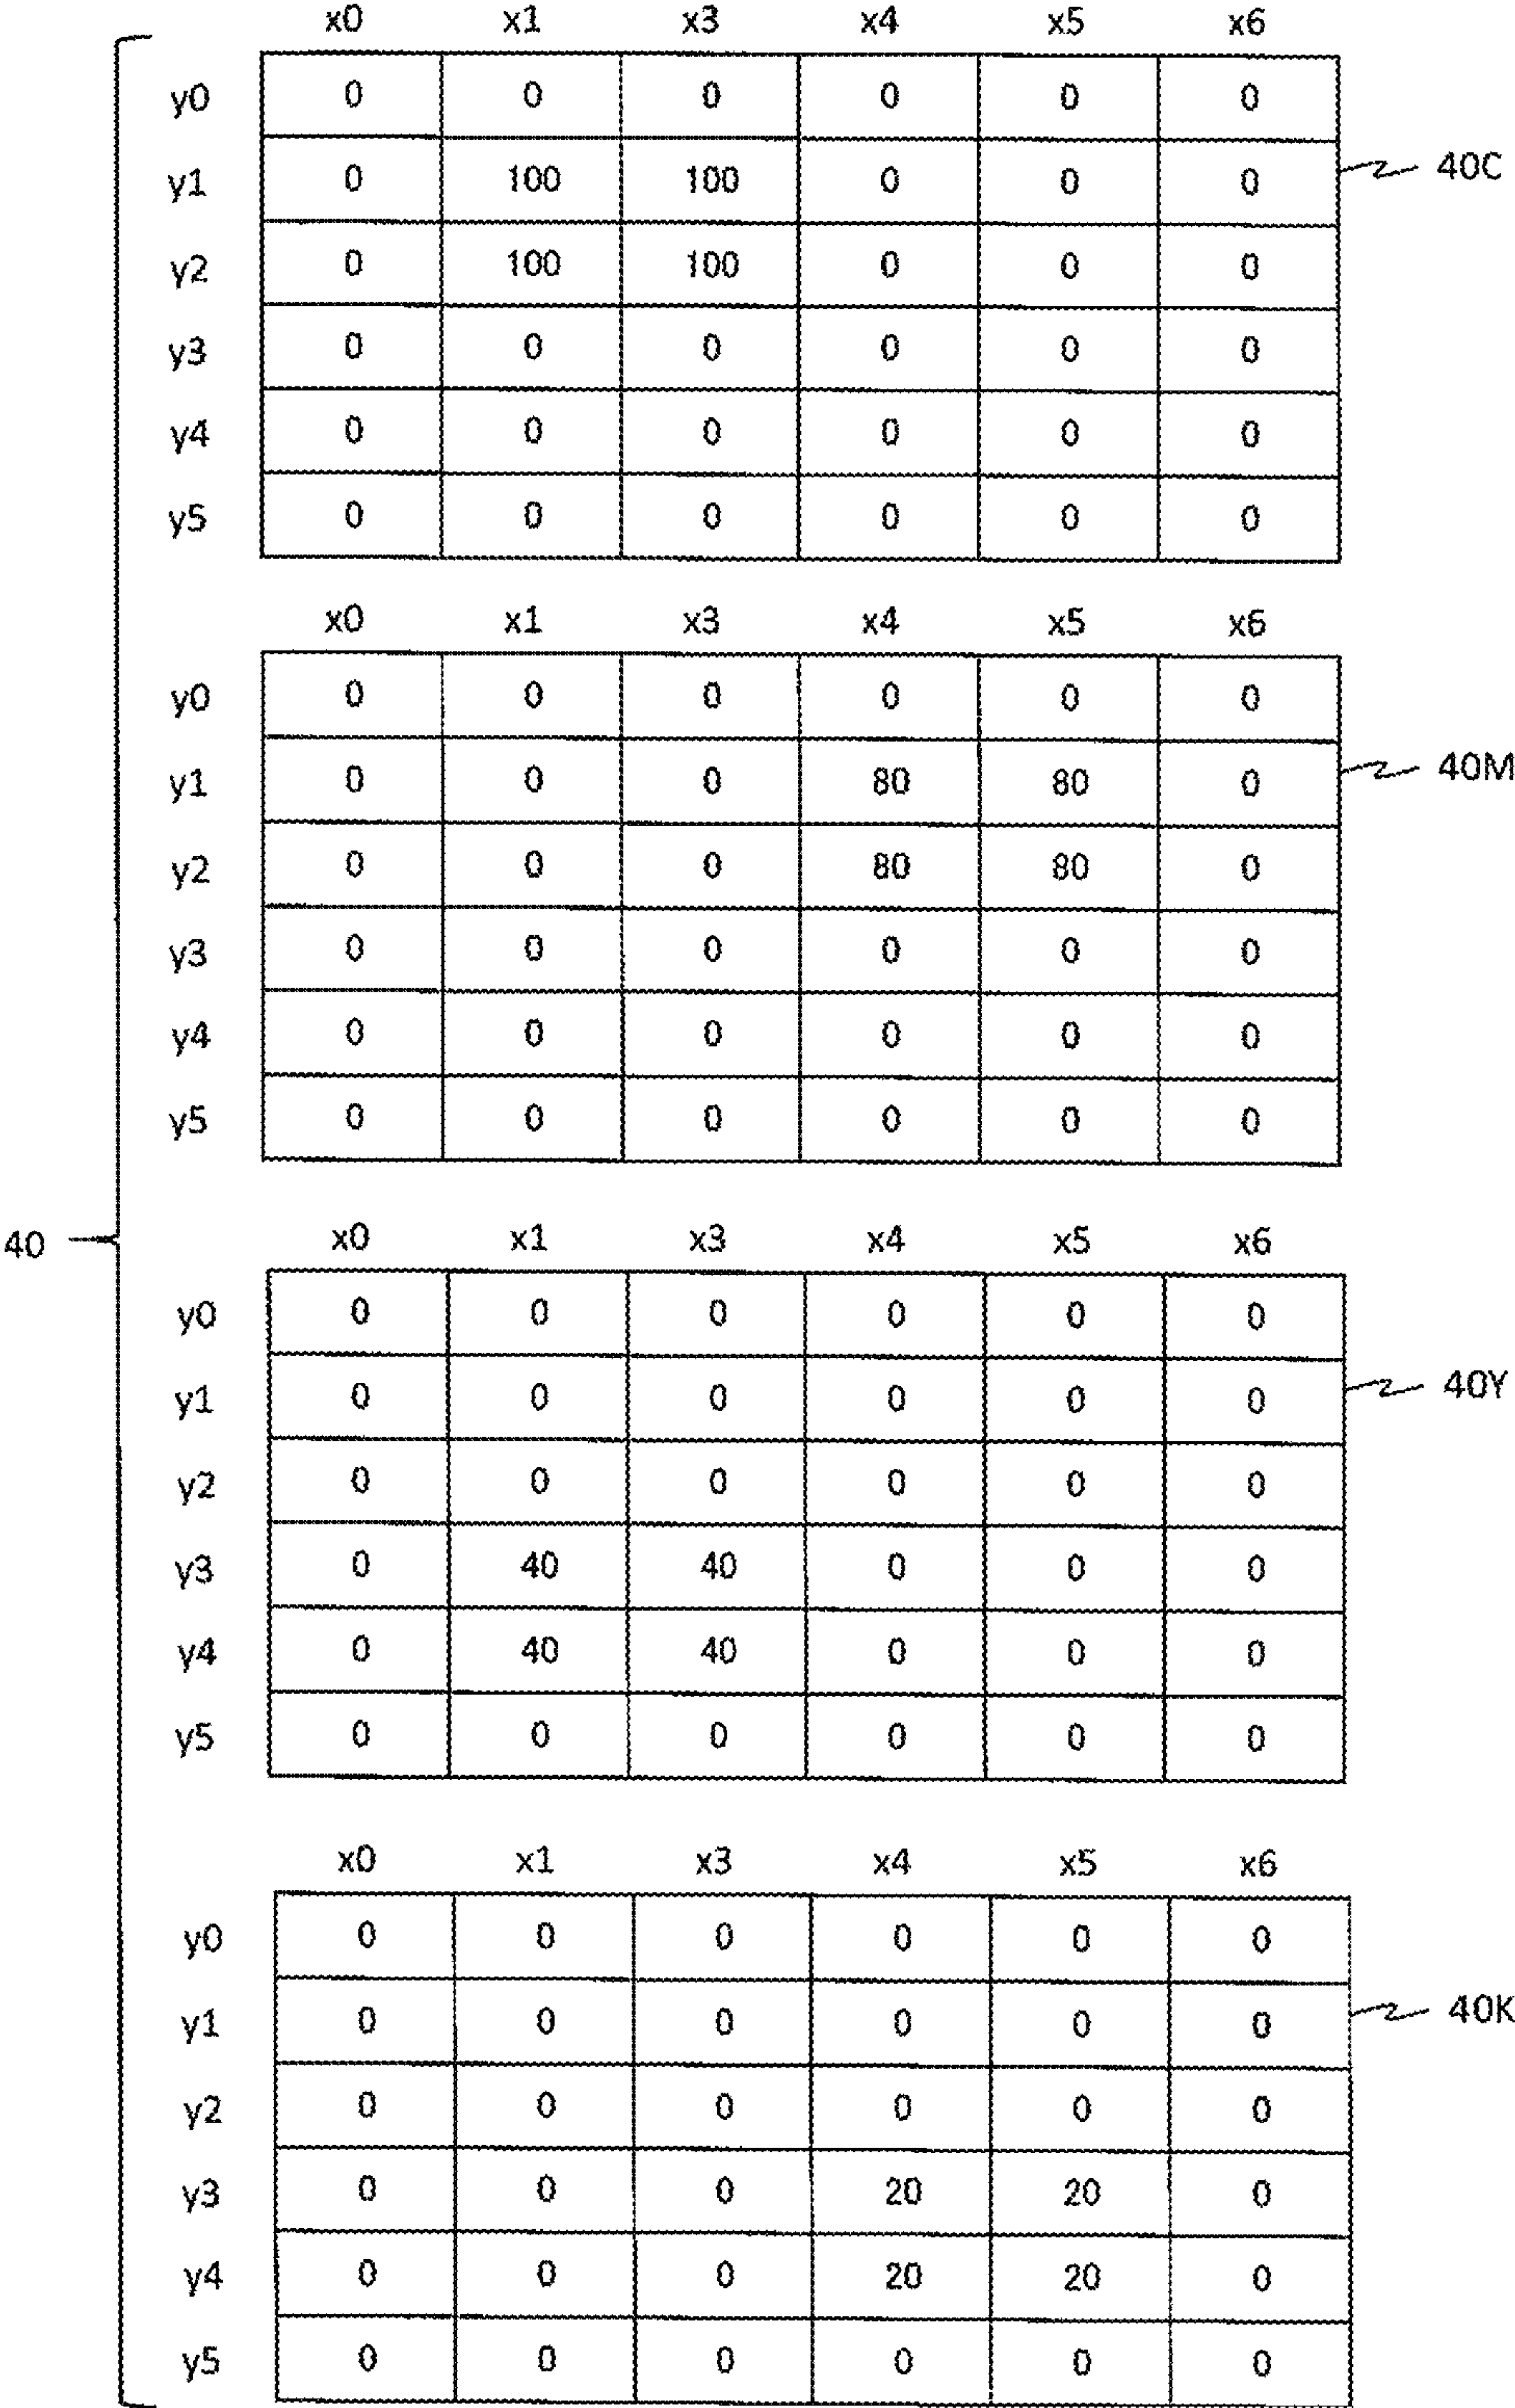 x0 x1 x3 x4 x5 x6
y0 0 0 0 0 0 0
y1 0 100 100 0 0 0 40C
y2 0 100 100 0 0 0
y3 0 0 0 0 0 0
y4 0 0 0 0 0 0
y5 0 0 0 0 0 0
x0 x1 x3 x4 x5 x6
y0 0 0 0 0 0 0
y1 0 0 0 80 80 0 40M
y2 0 0 0 80 80 0
y3 0 0 0 0 0 0
y4 0 0 0 0 0 0
y5 0 0 0 0 0 0
40
x0 x1 x3 x4 x5 x6
y0 0 0 0 0 0 0
y1 0 0 0 0 0 0 40Y
y2 0 0 0 0 0 0
y3 0 40 40 0 0 0
y4 0 40 40 0 0 0
y5 0 0 0 0 0 0
x0 x1 x3 x4 x5 x6
y0 0 0 0 0 0 0
y1 0 0 0 0 0 0 40K
y2 0 0 0 0 0 0
y3 0 0 0 20 20 0
y4 0 0 0 20 20 0
y5 0 0 0 0 0 0